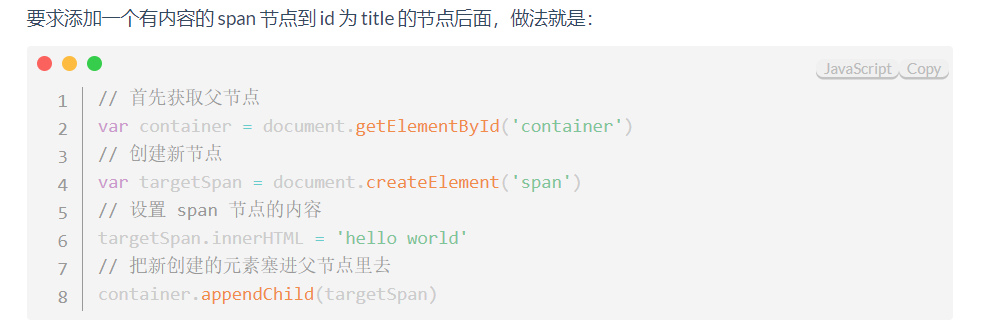 要求添加一个有内容的 span 节点到 id 为 title 的节点后面，做法就是：
JavaScript Copy
1 // 首先获取父节点
2 var container = document.getElementById('container')
3 // 创建新节点
4 var targetSpan = document.createElement('span')
5 // 设置 span 节点的内容
6 targetSpan.innerHTML = 'hello world'
7 // 把新创建的元素塞进父节点里去
8 container.appendChild(targetSpan)